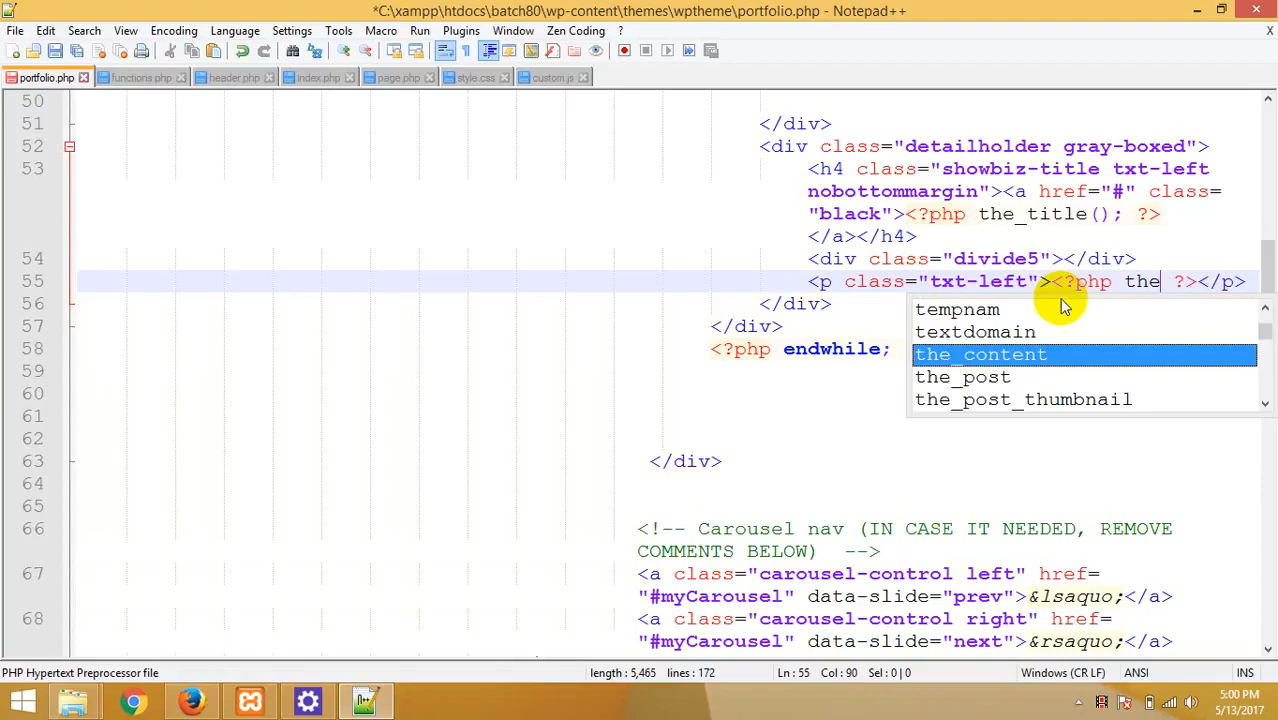 *C:\xampp\htdocs\batch80\wp-content\themes\wptheme\portfolio.php - Notepad++
File Edit Search View Encoding Language Settings Tools Macro Run Plugins Window Zen Coding ? X
portfolio.php functions.php header.php index.php page.php style.css custom.js
50
51 </div>
52 <div class="detailholder gray-boxed">
53 <h4 class="showbiz-title txt-left
nobottommargin"><a href="#" class=
"black"><?php the_title(); ?>
</a></h4>
54 <div class="divide5"></div>
55 <p class="txt-left"><?php the ?></p>
56 </div>
tempnam
textdomain
57 </div>
58 <?php endwhile;
the_content
59
the_post
60
the_post_thumbnail
61
62
63 </div>
64
65
66 <!-- Carousel nav (IN CASE IT NEEDED, REMOVE
COMMENTS BELOW) -->
67 <a class="carousel-control left" href=
"#myCarousel" data-slide="prev">&lsaquo;</a>
68 <a class="carousel-control right" href=
"#myCarousel" data-slide="next">&rsaquo;</a>
PHP Hypertext Preprocessor file length : 5,465 lines : 172 Ln : 55 Col : 90 Sel : 0 | 0 Windows (CR LF) ANSI INS
5:00 PM
5/13/2017